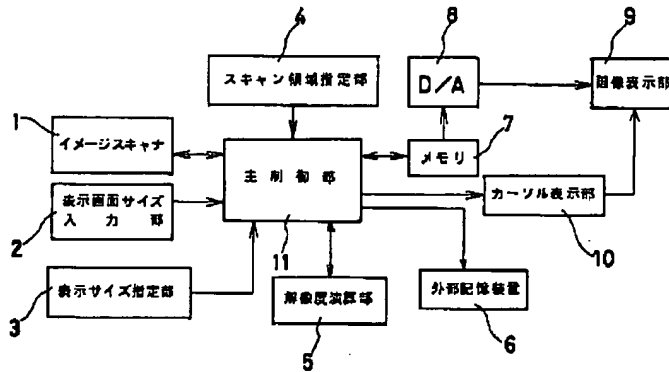 4
スキャン領域指定部
8
D/A
9
画像表示部
1
イメージスキャナ
主制御部
11
メモリ
7
2
表示画面サイズ
入力部
カーソル表示部
10
3
表示サイズ指定部
解像度演算部
5
外部記憶装置
6